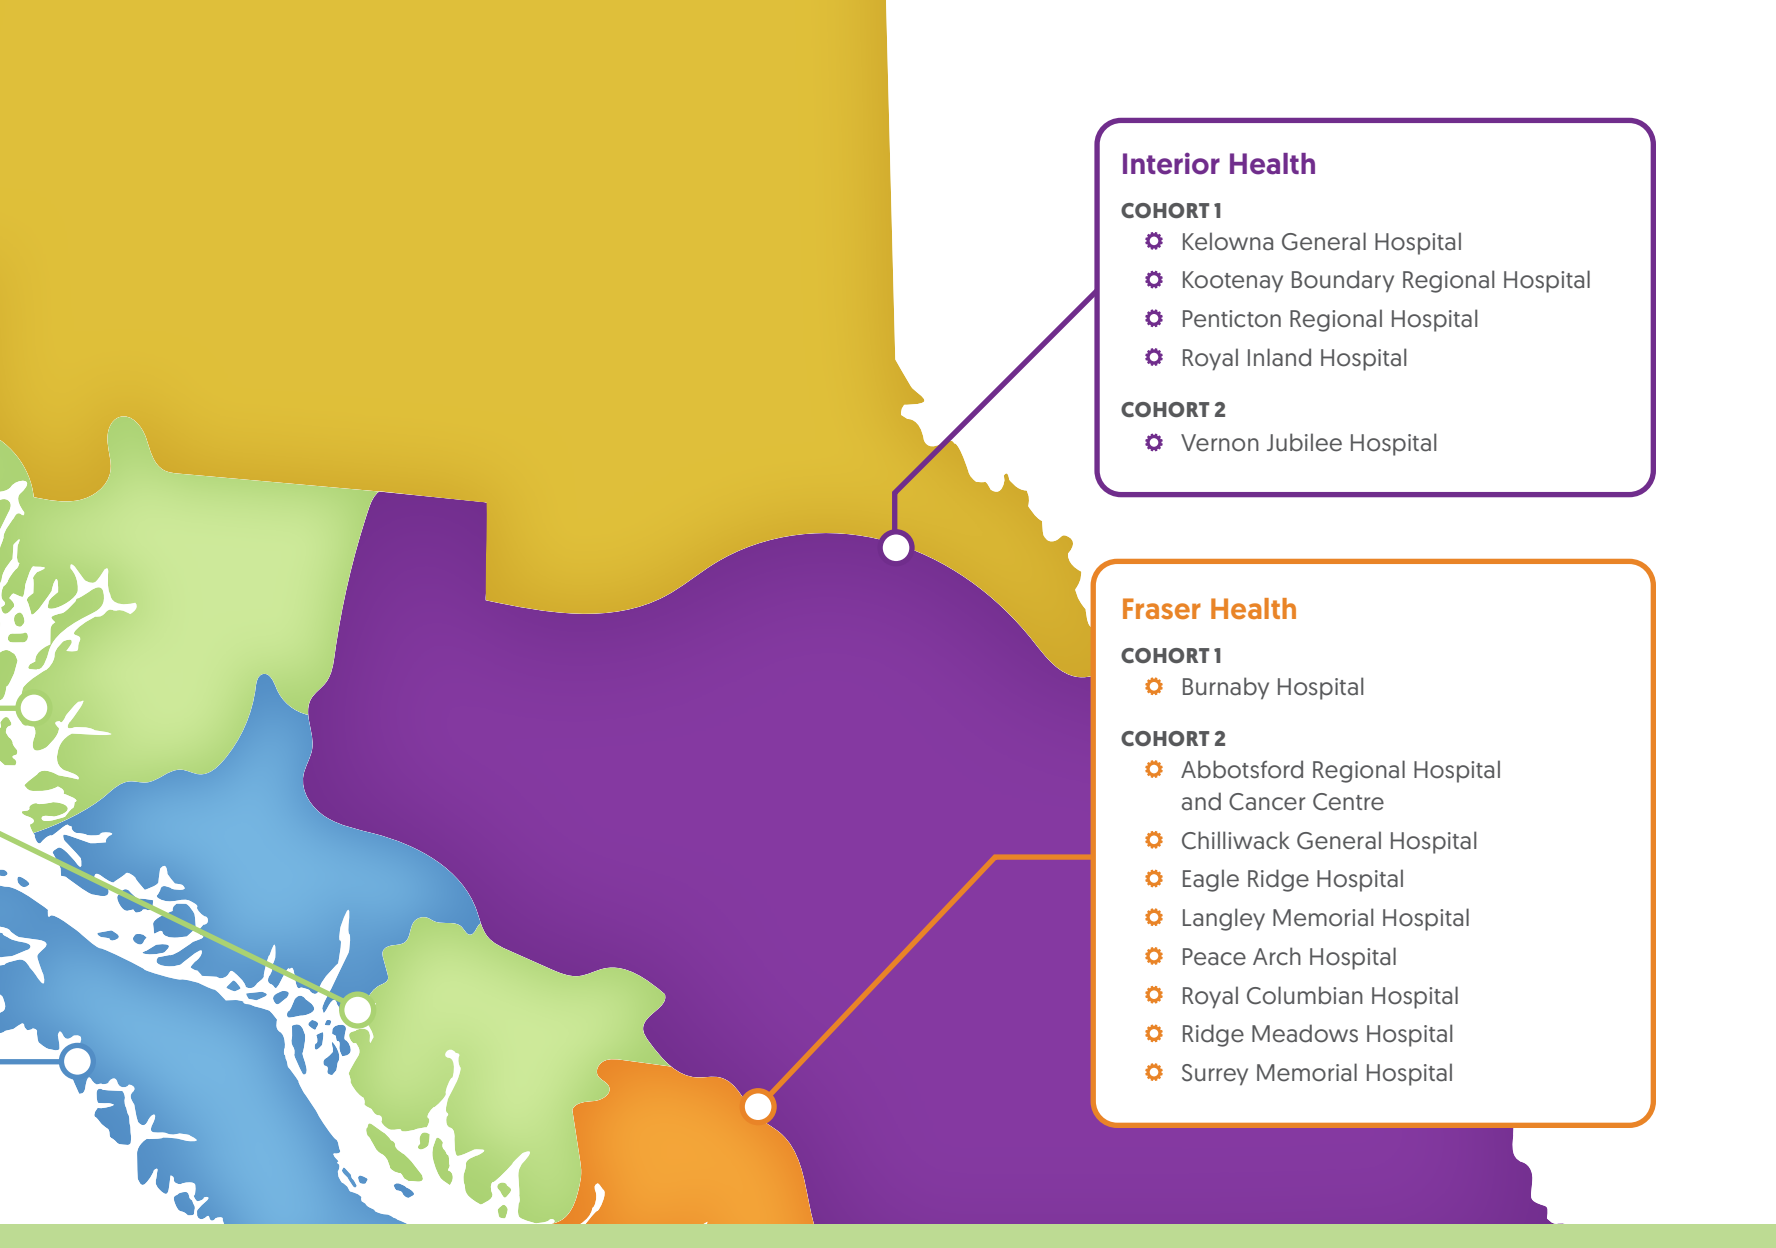 Interior Health
COHORT 1
Kelowna General Hospital
Kootenay Boundary Regional Hospital
Penticton Regional Hospital
Royal Inland Hospital
COHORT 2
Vernon Jubilee Hospital
Fraser Health
COHORT 1
Burnaby Hospital
COHORT 2
Abbotsford Regional Hospital
and Cancer Centre
Chilliwack General Hospital
Eagle Ridge Hospital
Langley Memorial Hospital
Peace Arch Hospital
Royal Columbian Hospital
Ridge Meadows Hospital
Surrey Memorial Hospital